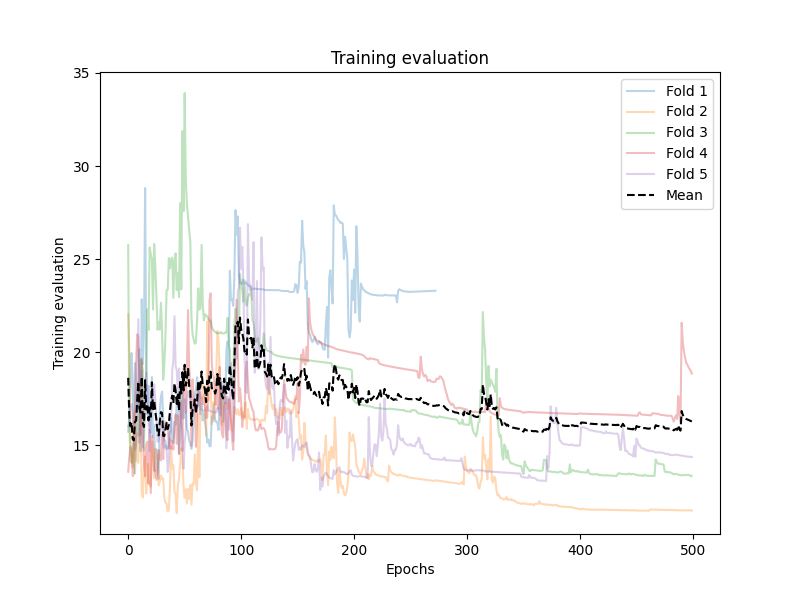 Training evaluation
35
30
25
20
15
Training evaluation
0
100
200
300
400
500
Epochs
Fold 1
Fold 2
Fold 3
Fold 4
Fold 5
Mean